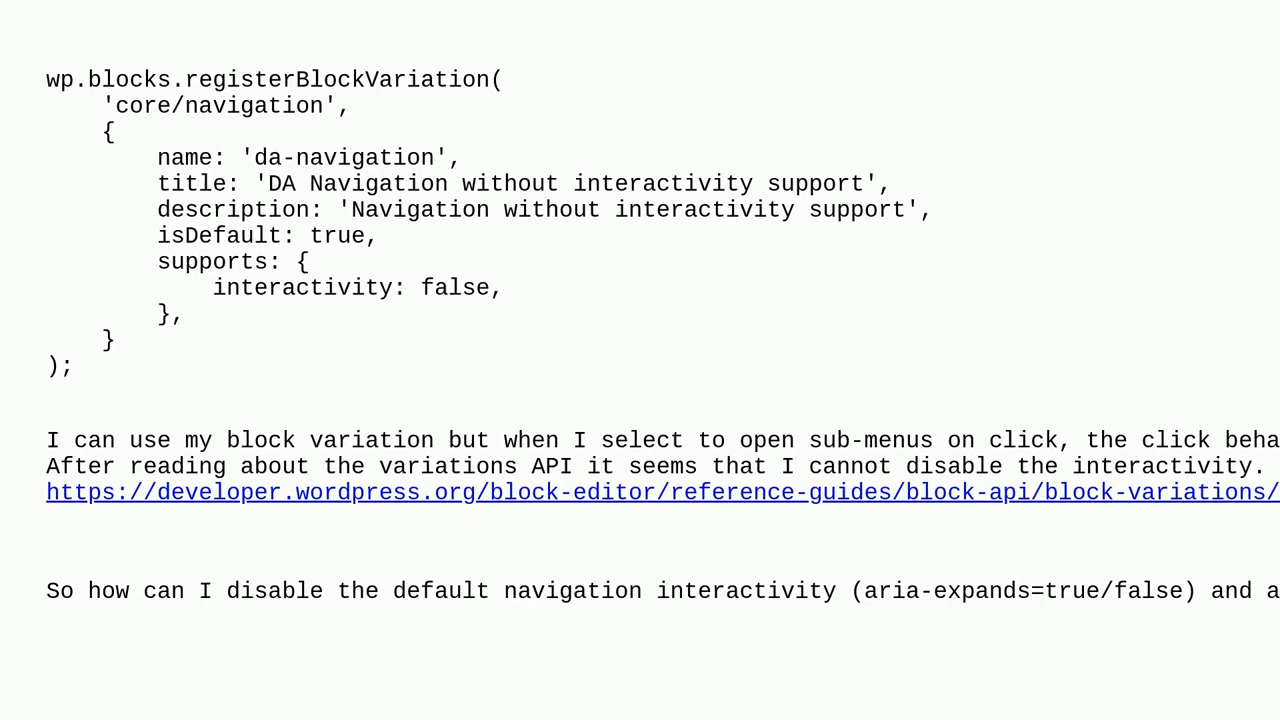 wp.blocks.registerBlockVariation(
    'core/navigation',
    {
        name: 'da-navigation',
        title: 'DA Navigation without interactivity support',
        description: 'Navigation without interactivity support',
        isDefault: true,
        supports: {
            interactivity: false,
        },
    }
);
I can use my block variation but when I select to open sub-menus on click, the click beha
After reading about the variations API it seems that I cannot disable the interactivity.
https://developer.wordpress.org/block-editor/reference-guides/block-api/block-variations/
So how can I disable the default navigation interactivity (aria-expands=true/false) and a